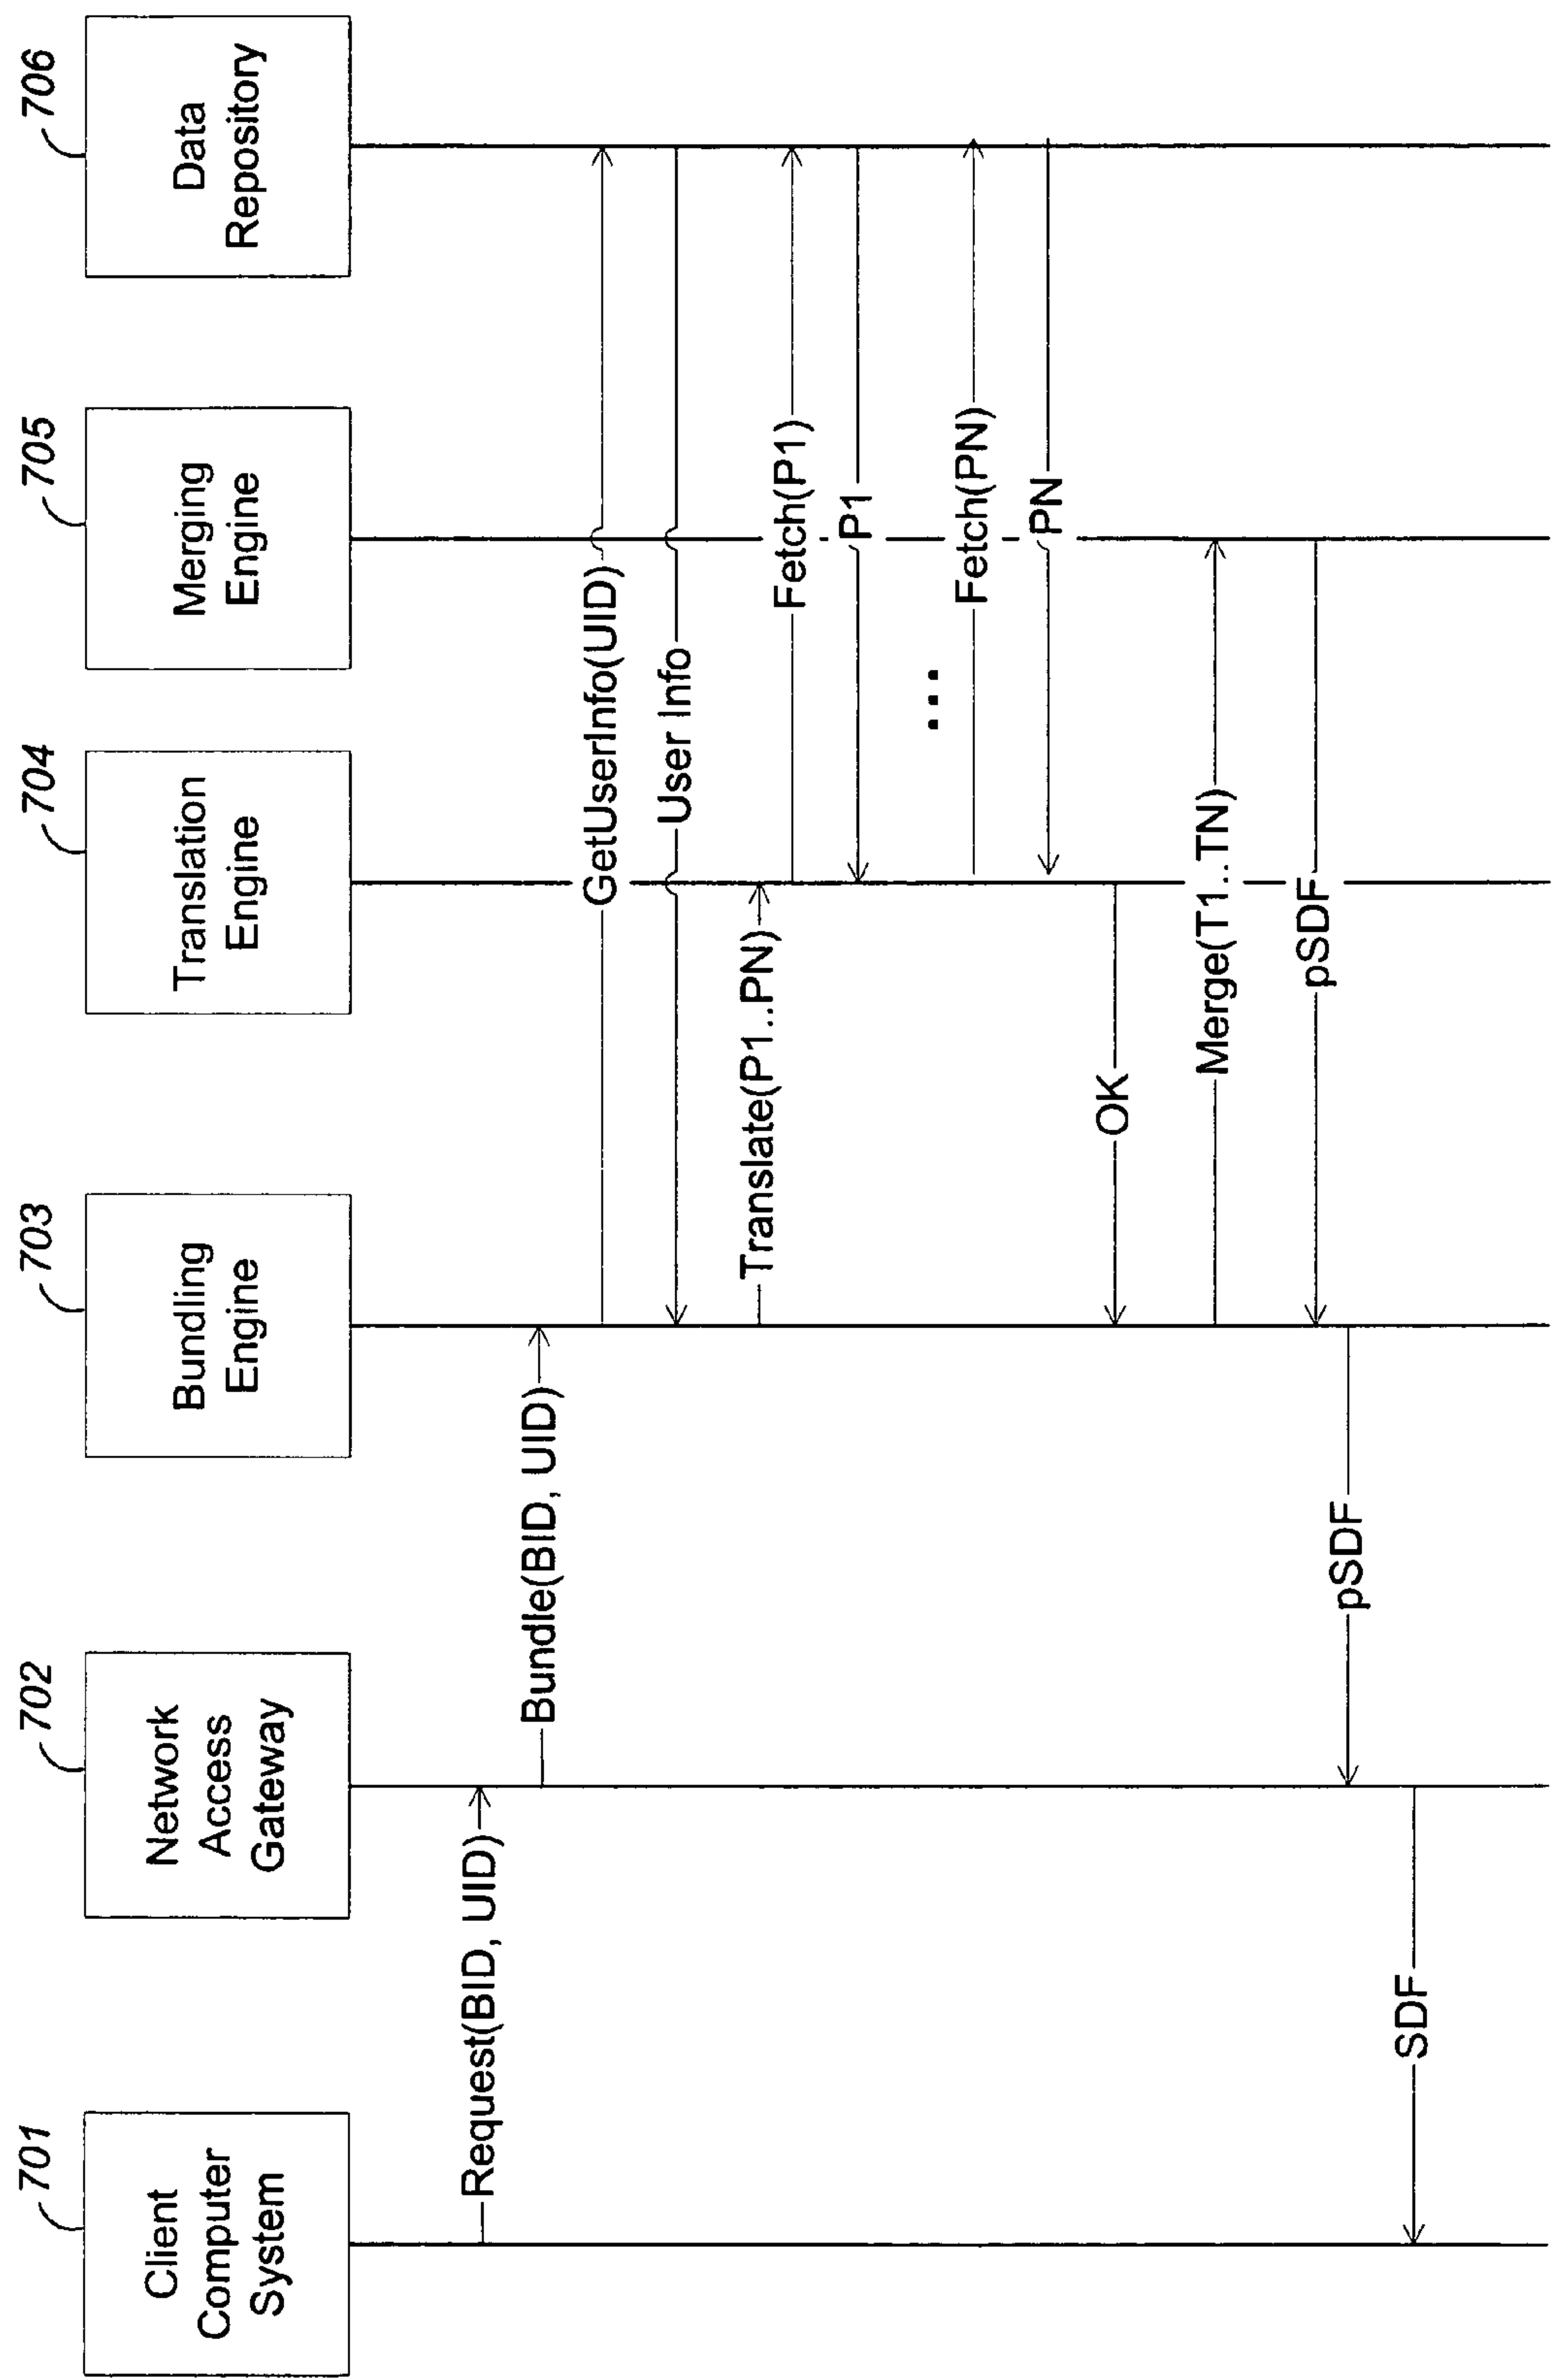 701
Client
Computer
System
702
Network
Access
Gateway
703
Bundling
Engine
704
Translation
Engine
705
Merging
Engine
706
Data
Repository
Request(BID, UID)
Bundle(BID, UID)
GetUserInfo(UID)
User Info
Translate(P1..PN)
Fetch(P1)
P1
...
Fetch(PN)
PN
OK
Merge(T1..TN)
pSDF
pSDF
SDF